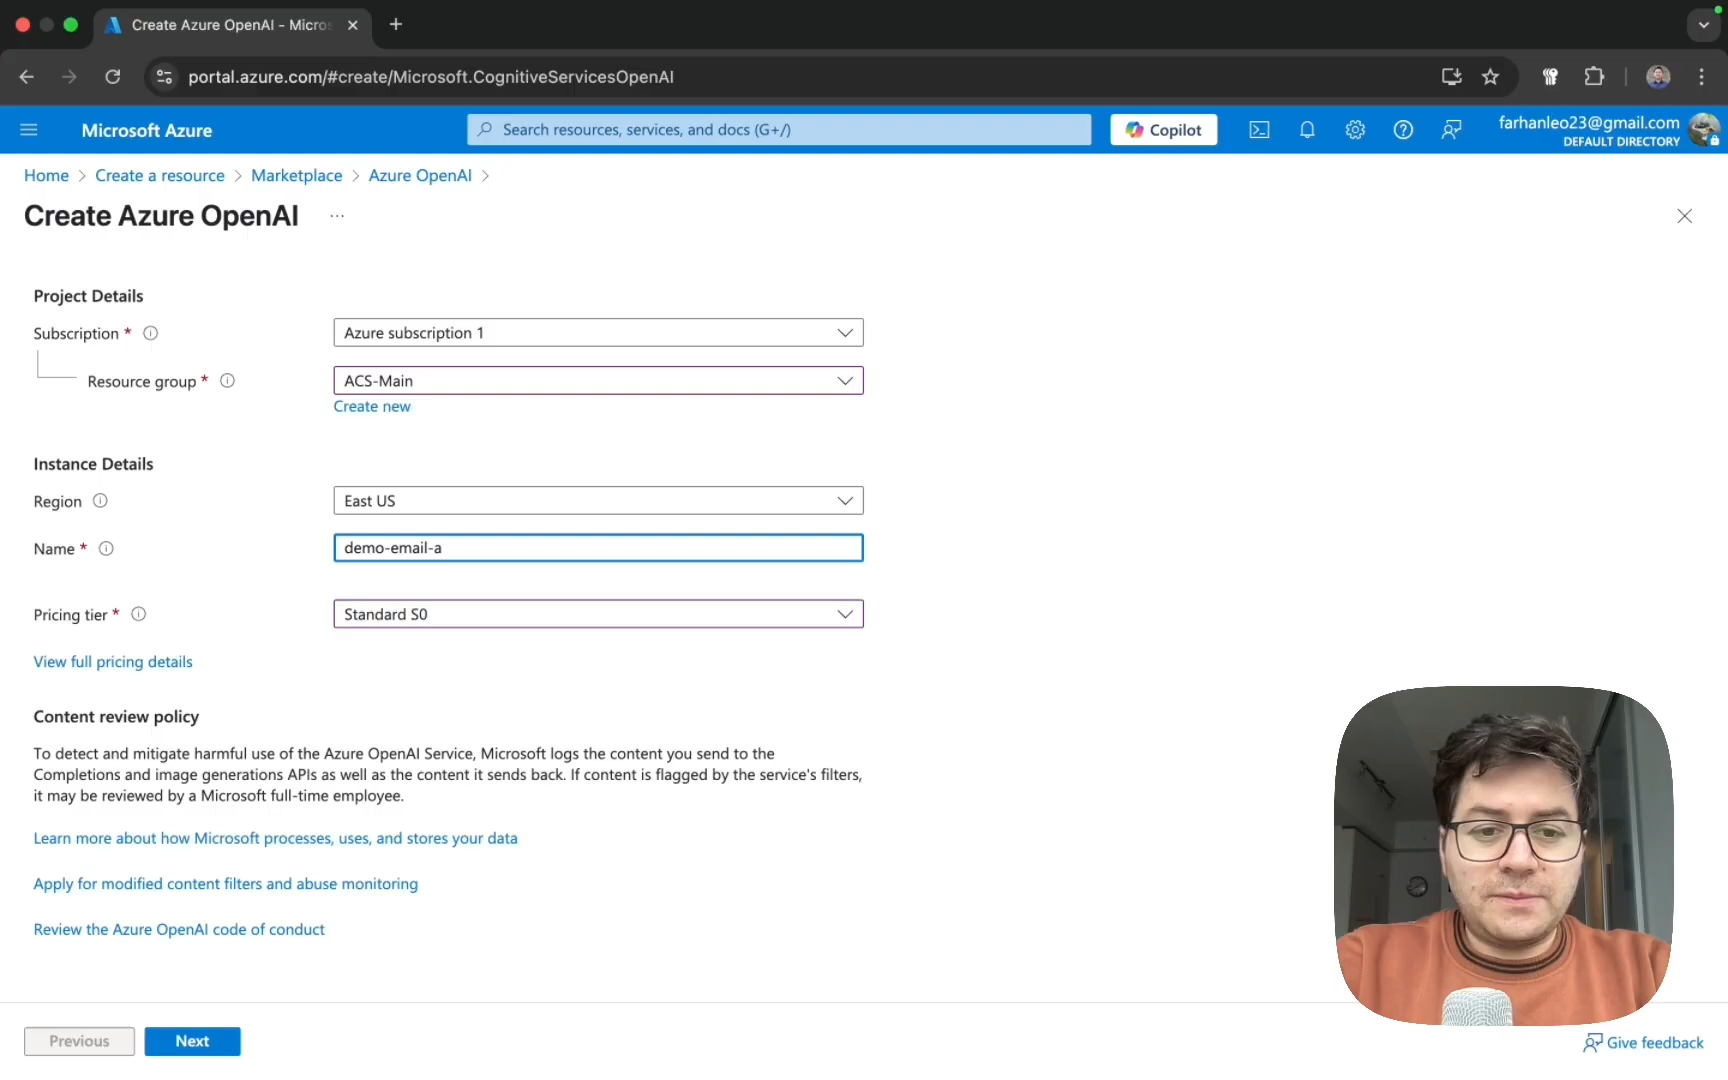 Create Azure OpenAI - Micros
portal.azure.com/#create/Microsoft.CognitiveServicesOpenAI
Microsoft Azure
Search resources, services, and docs (G+/)
Copilot
farhanleo23@gmail.com
DEFAULT DIRECTORY
Home > Create a resource > Marketplace > Azure OpenAI >
Create Azure OpenAI ...
Project Details
Subscription *
Azure subscription 1
Resource group *
ACS-Main
Create new
Instance Details
Region
East US
Name *
demo-email-a
Pricing tier *
Standard S0
View full pricing details
Content review policy
To detect and mitigate harmful use of the Azure OpenAI Service, Microsoft logs the content you send to the
Completions and image generations APIs as well as the content it sends back. If content is flagged by the service's filters,
it may be reviewed by a Microsoft full-time employee.
Learn more about how Microsoft processes, uses, and stores your data
Apply for modified content filters and abuse monitoring
Review the Azure OpenAI code of conduct
Previous
Next
Give feedback